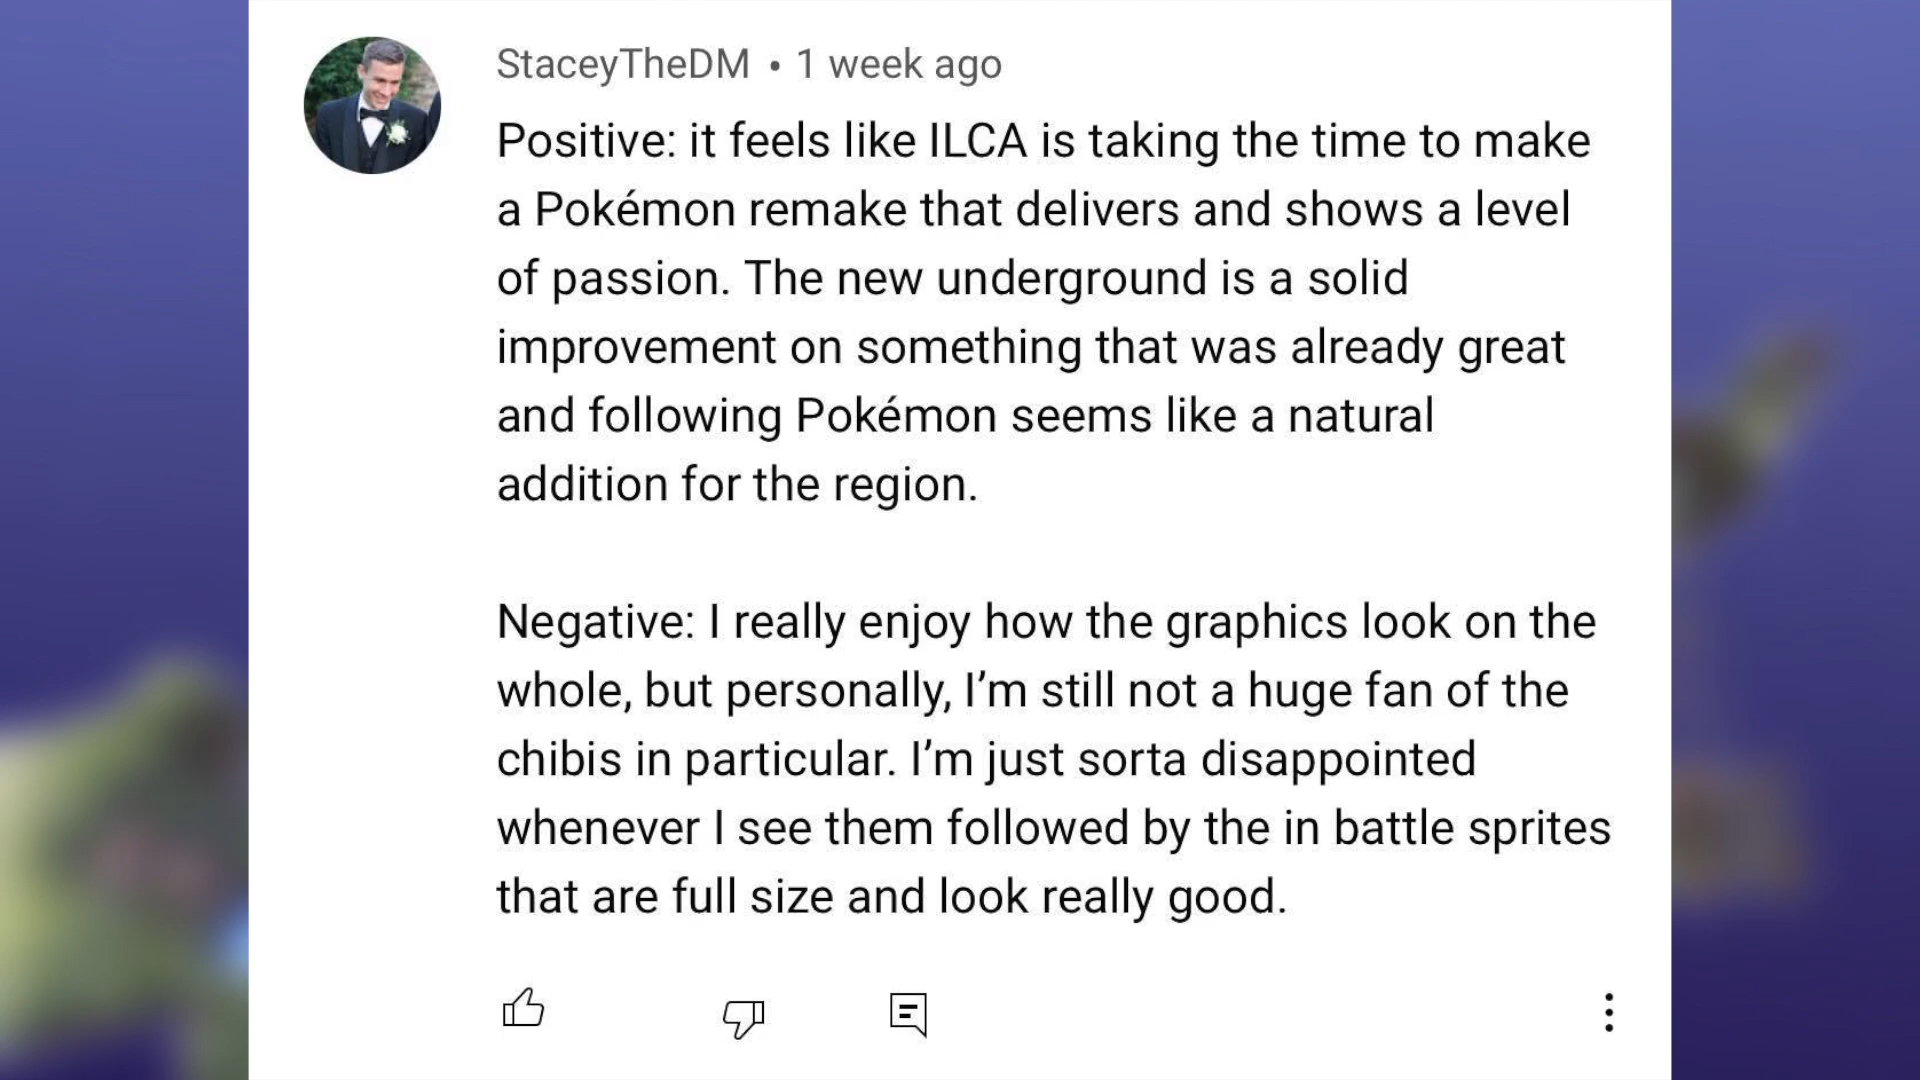 StaceyTheDM • 1 week ago
Positive: it feels like ILCA is taking the time to make
a Pokémon remake that delivers and shows a level
of passion. The new underground is a solid
improvement on something that was already great
and following Pokémon seems like a natural
addition for the region.
Negative: I really enjoy how the graphics look on the
whole, but personally, I’m still not a huge fan of the
chibis in particular. I’m just sorta disappointed
whenever I see them followed by the in battle sprites
that are full size and look really good.